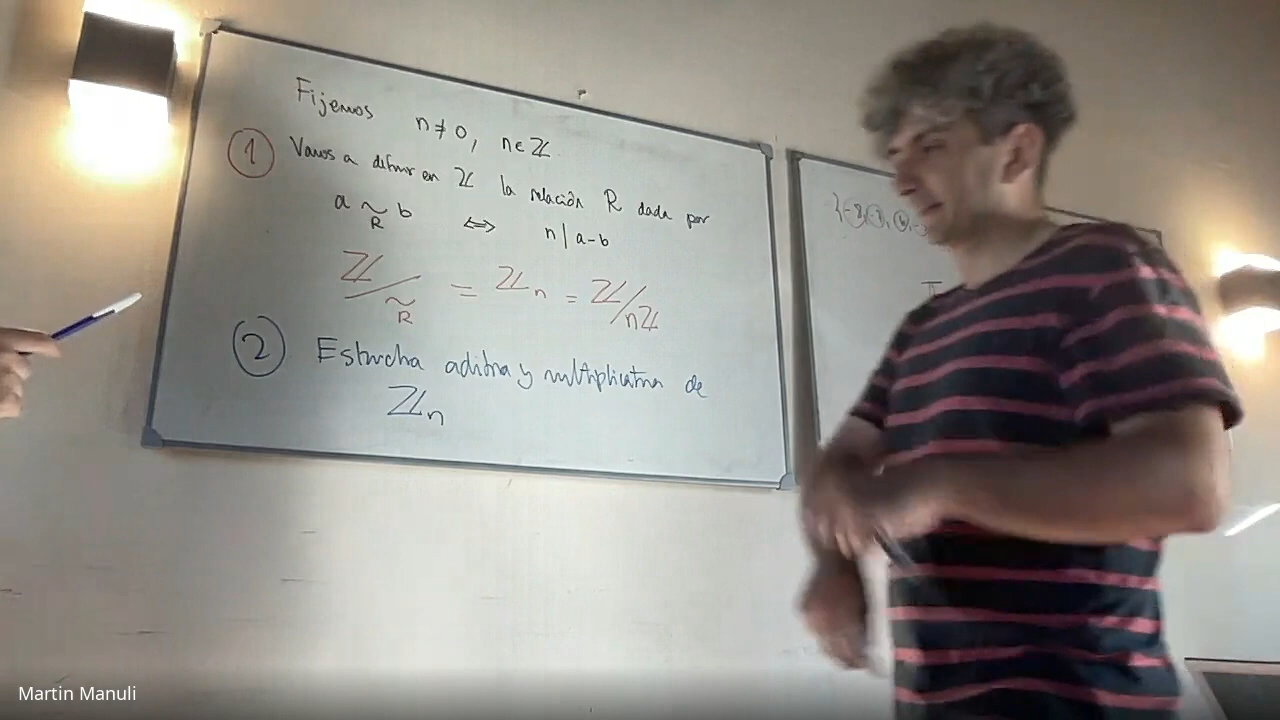 Fijemos n ≠ 0, n ∈ ℤ
① Vamos a definir en ℤ la relación R dada por
a ~R b ⟺ n | a-b
ℤ/~R = ℤn = ℤ/nℤ
② Estructra aditiva y multiplicativa de
ℤn
Martin Manuli